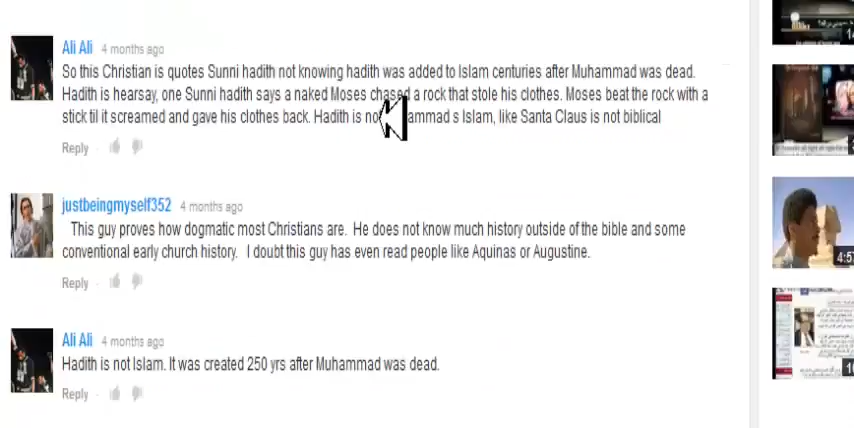 Ali Ali 4 months ago
So this Christian is quotes Sunni hadith not knowing hadith was added to Islam centuries after Muhammad was dead.
Hadith is hearsay, one Sunni hadith says a naked Moses chased a rock that stole his clothes. Moses beat the rock with a
stick til it screamed and gave his clothes back. Hadith is no ammad s Islam, like Santa Claus is not biblical
Reply
justbeingmyself352 4 months ago
This guy proves how dogmatic most Christians are. He does not know much history outside of the bible and some
conventional early church history. I doubt this guy has even read people like Aquinas or Augustine.
Reply
Ali Ali 4 months ago
Hadith is not Islam. It was created 250 yrs after Muhammad was dead.
Reply
4:57